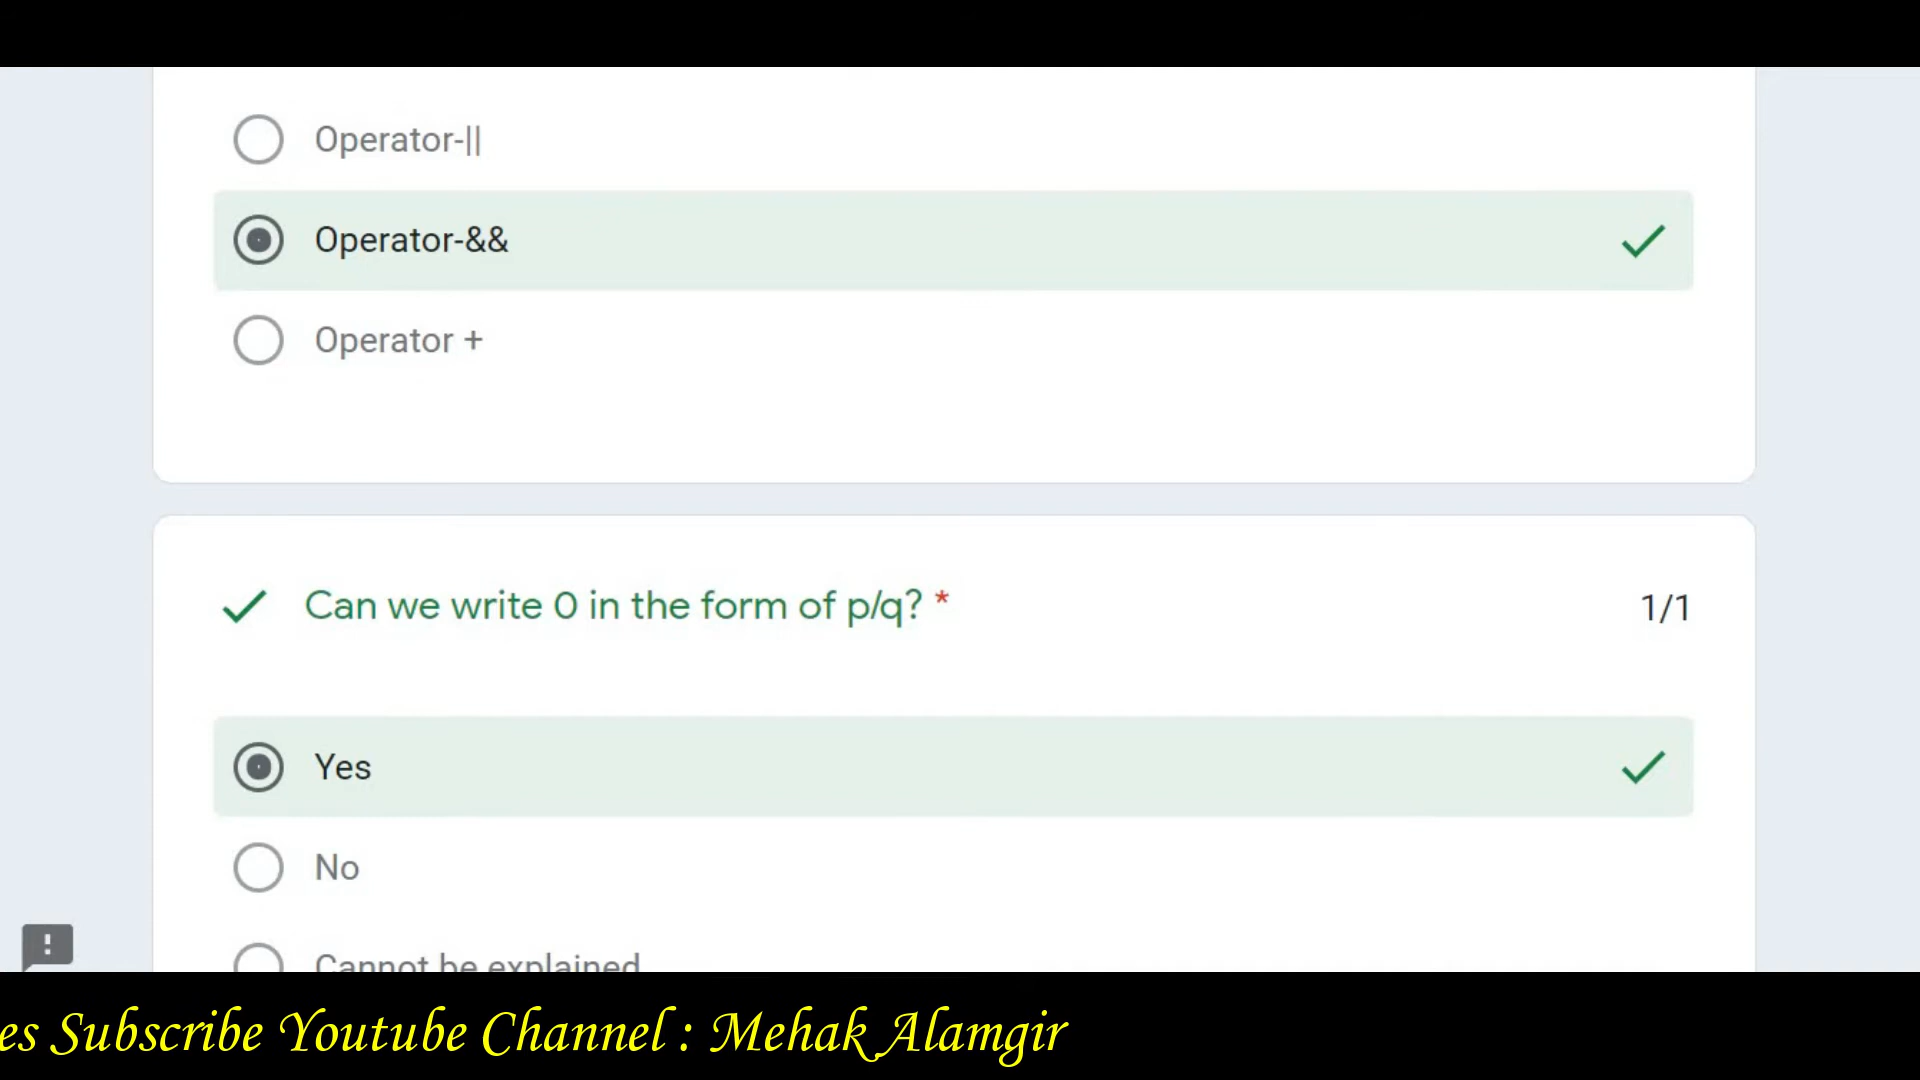 Operator-||
Operator-&&
Operator +
Can we write 0 in the form of p/q? *
1/1
Yes
No
Cannot be explained
es Subscribe Youtube Channel : Mehak Alamgir